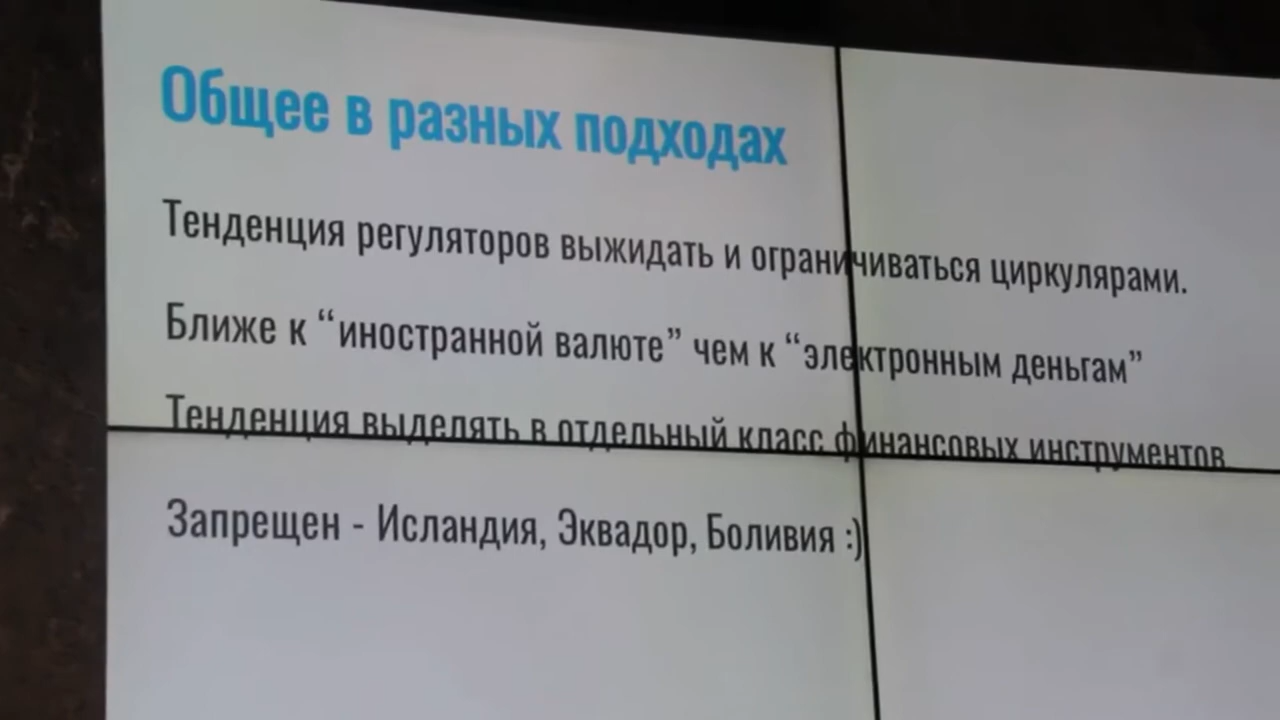 Общее в разных подходах
Тенденция регуляторов выжидать и ограничиваться циркулярами.
Ближе к “иностранной валюте” чем к “электронным деньгам”
Тенденция выделять в отдельный класс финансовых инструментов
Запрещен - Исландия, Эквадор, Боливия :)